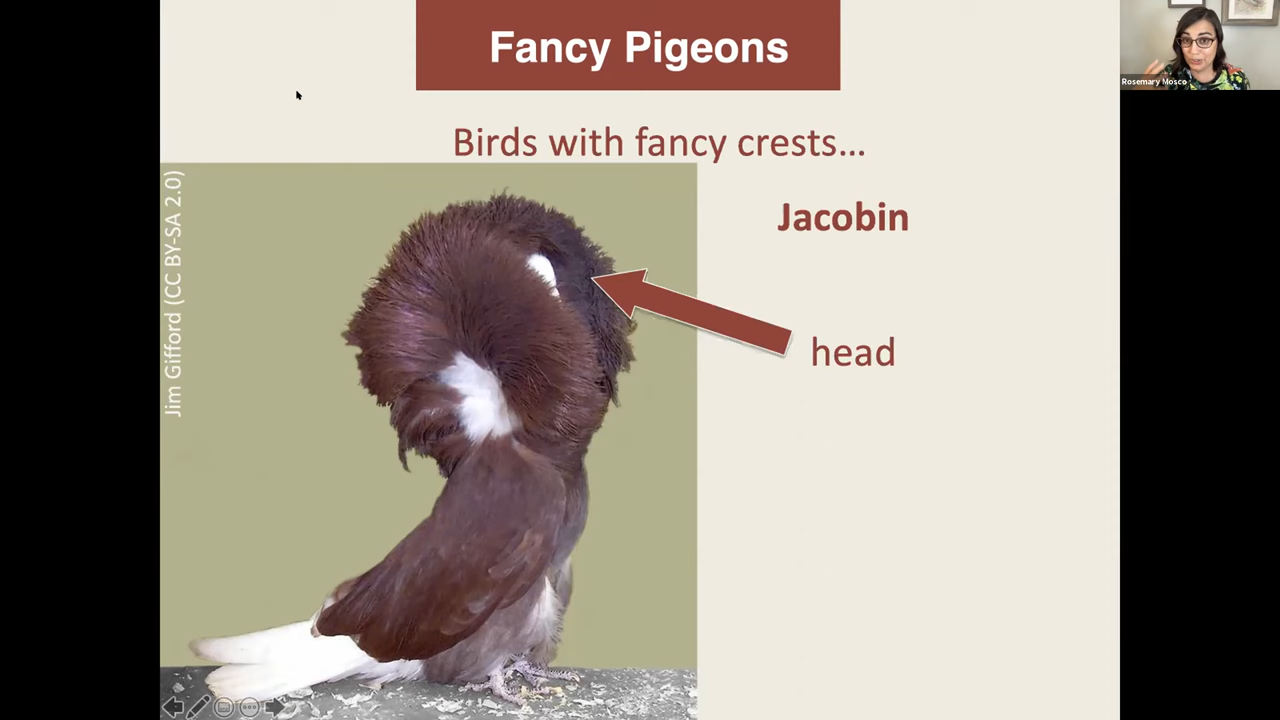 Fancy Pigeons
Rosemary Mosco
Birds with fancy crests...
Jim Gifford (CC BY-SA 2.0)
Jacobin
head